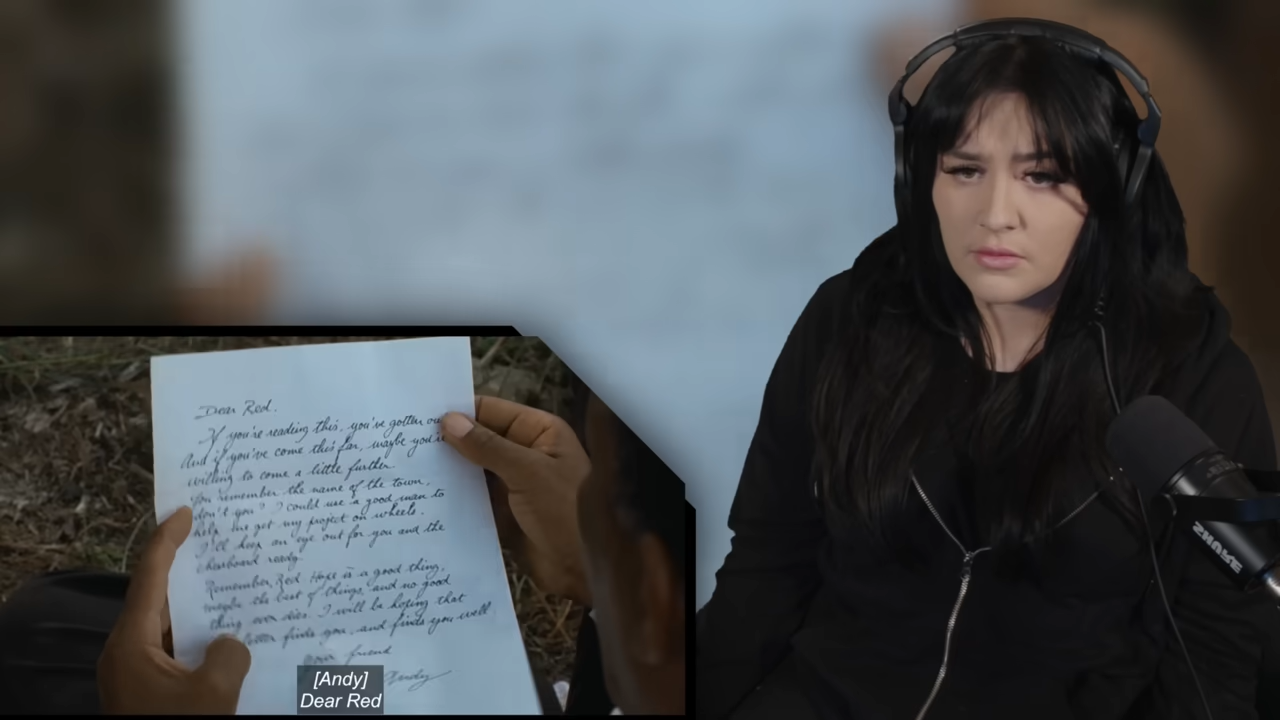 Dear Red.
If you're reading this, you've gotten out
And if you've come this far, maybe you're
willing to come a little further..
You remember the name of the town,
don't you? I could use a good man to
help me get my project on wheels.
I'll keep an eye out for you and the
chessboard ready.
Remember, Red. Hope is a good thing,
maybe the best of things, and no good
thing ever dies. I will be hoping that
letter finds you, and finds you well
Your friend
Andy
[Andy]
Dear Red
SHURE